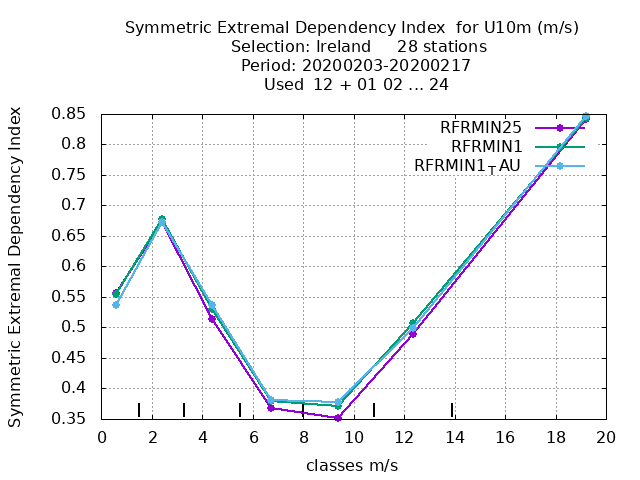 Symmetric Extremal Dependency Index  for U10m (m/s)
Selection: Ireland     28 stations
Period: 20200203-20200217
Used  12 + 01 02 ... 24
Symmetric Extremal Dependency Index
0.85
0.8
0.75
0.7
0.65
0.6
0.55
0.5
0.45
0.4
0.35
RFRMIN25
RFRMIN1
RFRMIN1TAU
0 2 4 6 8 10 12 14 16 18 20
classes m/s